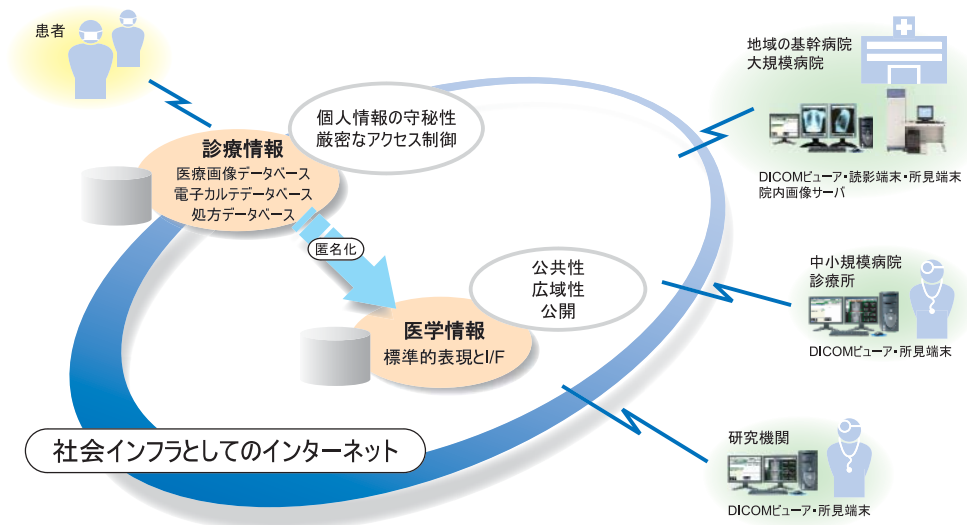 患者
個人情報の守秘性
厳密なアクセス制御
診療情報
医療画像データベース
電子カルテデータベース
処方データベース
匿名化
公共性
広域性
公開
医学情報
標準的表現とI/F
社会インフラとしてのインターネット
地域の基幹病院
大規模病院
DICOMビューア・読影端末・所見端末
院内画像サーバ
中小規模病院
診療所
DICOMビューア・所見端末
研究機関
DICOMビューア・所見端末